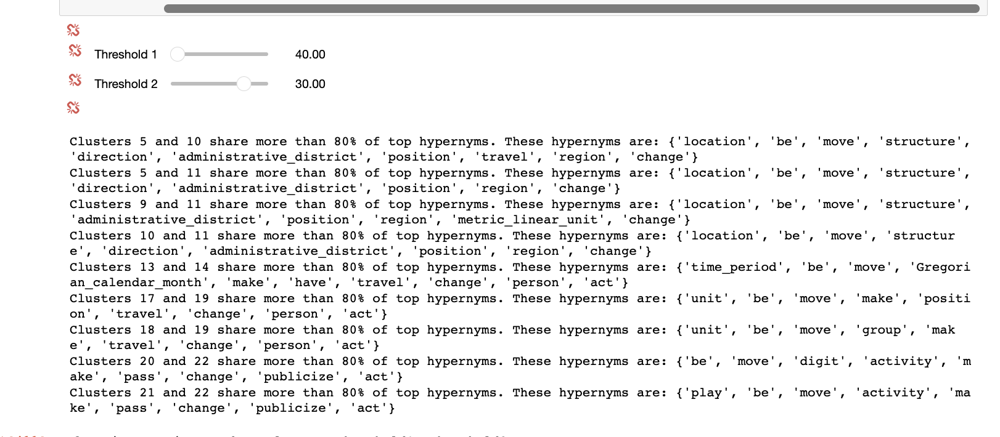 Threshold 1 40.00
Threshold 2 30.00
Clusters 5 and 10 share more than 80% of top hypernyms. These hypernyms are: {'location', 'be', 'move', 'structure',
'direction', 'administrative_district', 'position', 'travel', 'region', 'change'}
Clusters 5 and 11 share more than 80% of top hypernyms. These hypernyms are: {'location', 'be', 'move', 'structure',
'direction', 'administrative_district', 'position', 'region', 'change'}
Clusters 9 and 11 share more than 80% of top hypernyms. These hypernyms are: {'location', 'be', 'move', 'structure',
'administrative_district', 'position', 'region', 'metric_linear_unit', 'change'}
Clusters 10 and 11 share more than 80% of top hypernyms. These hypernyms are: {'location', 'be', 'move', 'structur
e', 'direction', 'administrative_district', 'position', 'region', 'change'}
Clusters 13 and 14 share more than 80% of top hypernyms. These hypernyms are: {'time_period', 'be', 'move', 'Gregori
an_calendar_month', 'make', 'have', 'travel', 'change', 'person', 'act'}
Clusters 17 and 19 share more than 80% of top hypernyms. These hypernyms are: {'unit', 'be', 'move', 'make', 'positi
on', 'travel', 'change', 'person', 'act'}
Clusters 18 and 19 share more than 80% of top hypernyms. These hypernyms are: {'unit', 'be', 'move', 'group', 'mak
e', 'travel', 'change', 'person', 'act'}
Clusters 20 and 22 share more than 80% of top hypernyms. These hypernyms are: {'be', 'move', 'digit', 'activity', 'm
ake', 'pass', 'change', 'publicize', 'act'}
Clusters 21 and 22 share more than 80% of top hypernyms. These hypernyms are: {'play', 'be', 'move', 'activity', 'ma
ke', 'pass', 'change', 'publicize', 'act'}